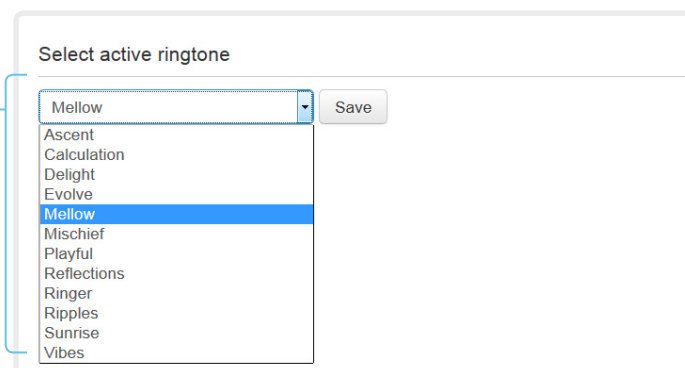 Select active ringtone
Mellow Save
Ascent
Calculation
Delight
Evolve
Mellow
Mischief
Playful
Reflections
Ringer
Ripples
Sunrise
Vibes